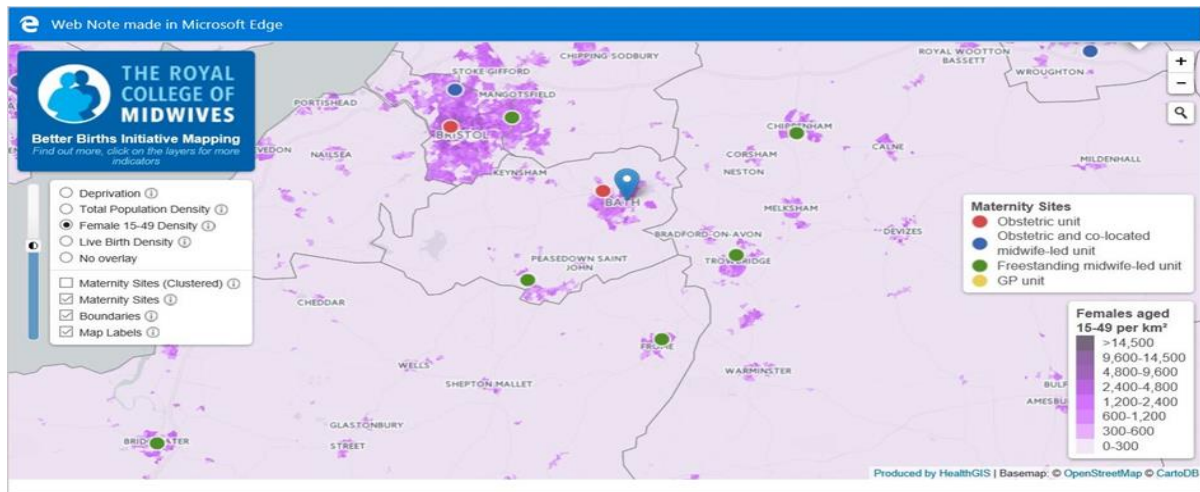 Web Note made in Microsoft Edge
THE ROYAL
COLLEGE OF
MIDWIVES
Better Births Initiative Mapping
Find out more, click on the layers for more
indicators
Deprivation
Total Population Density
Female 15-49 Density
Live Birth Density
No overlay
Maternity Sites (Clustered)
Maternity Sites
Boundaries
Map Labels
CHIPPING SODBURY
ROYAL WOOTTON
BASSETT
WROUGHTON
STOKE GIFFORD
MANGOTSFIELD
PORTISHEAD
BRISTOL
CHIPPENHAM
NAILSEA
CORSHAM
CALNE
KEYNSHAM
NESTON
MILDENHALL
BATH
MELKSHAM
BRADFORD-ON-AVON
DEVIZES
PEASEDOWN SAINT
JOHN
TROWBRIDGE
CHEDDAR
FROME
WELLS
WARMINSTER
SHEPTON MALLET
GLASTONBURY
STREET
+
−
Maternity Sites
Obstetric unit
Obstetric and co-located
midwife-led unit
Freestanding midwife-led unit
GP unit
Females aged
15-49 per km²
>14,500
9,600-14,500
4,800-9,600
2,400-4,800
1,200-2,400
600-1,200
300-600
0-300
Produced by HealthGIS | Basemap: © OpenStreetMap © CartoDB